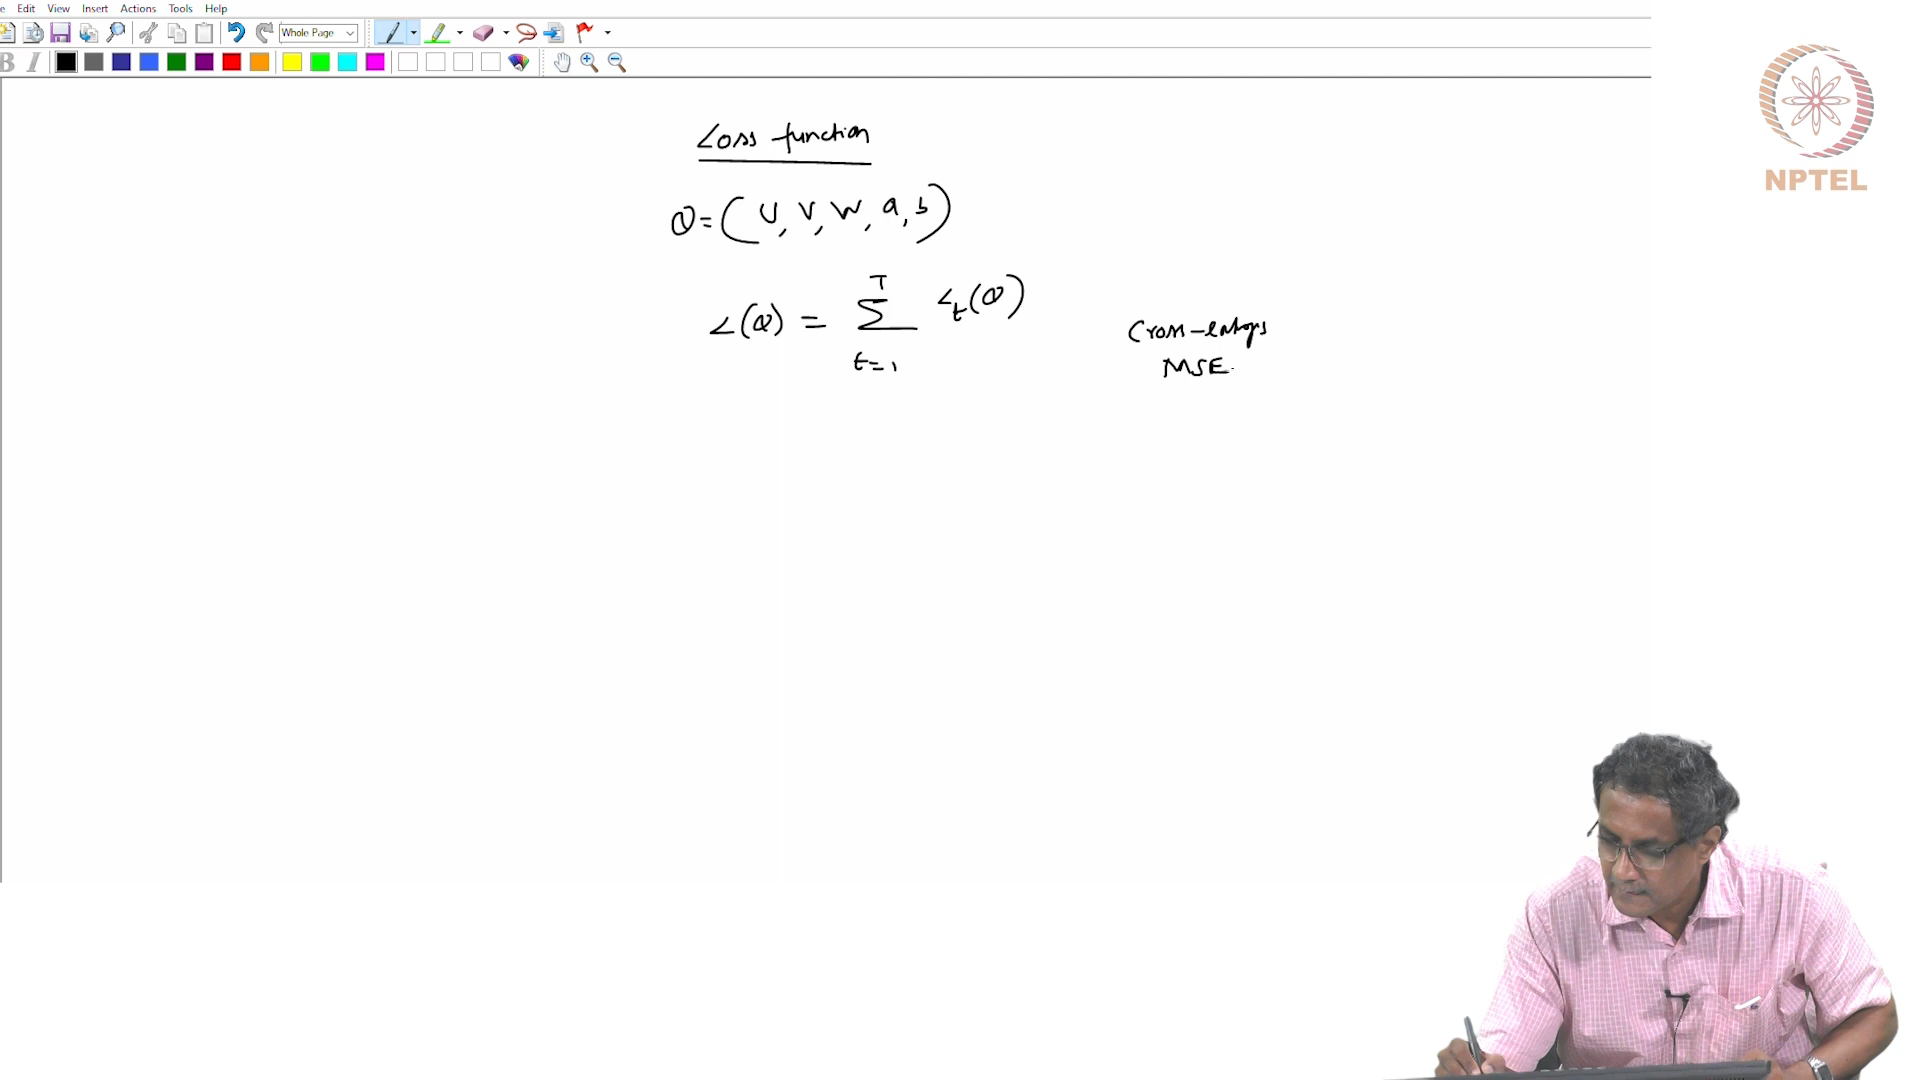 Edit View Insert Actions Tools Help
Whole Page
B I
NPTEL
Loss function
θ = (U, V, W, a, b)
L(θ) = Σ_{t=1}^{T} L_t(θ)
Cross-entropy
MSE.